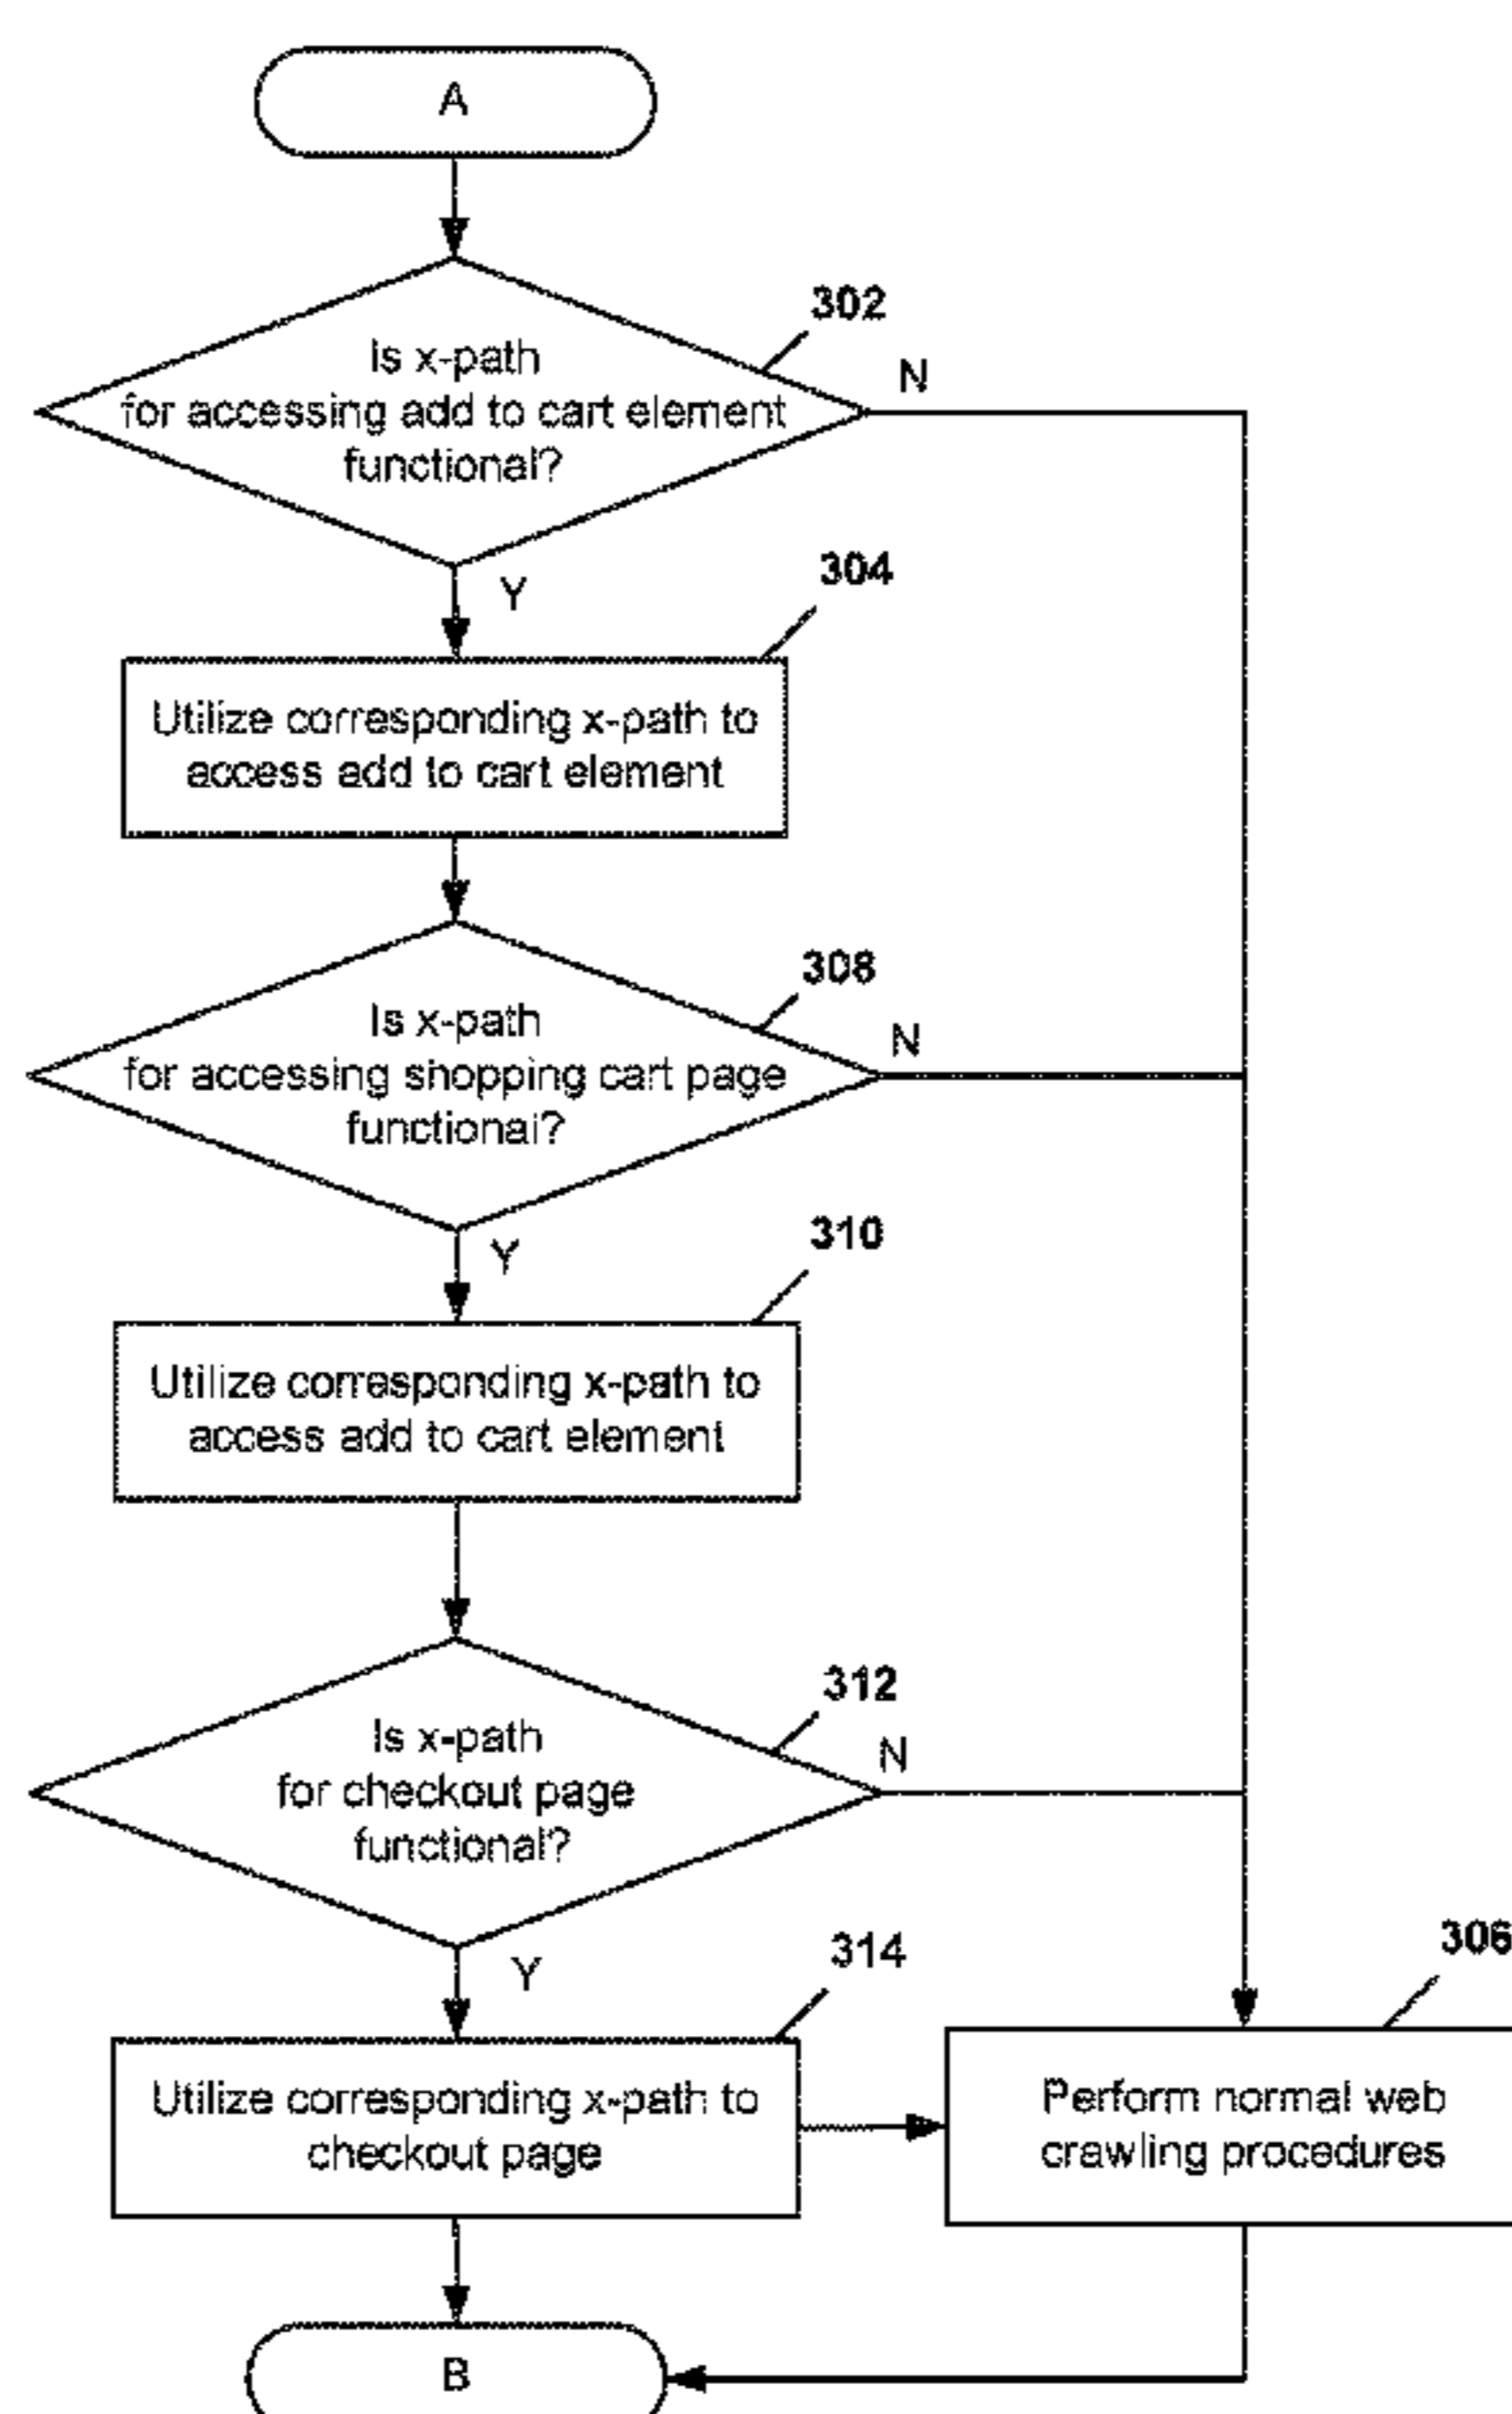 A
302
Is x-path
for accessing add to cart element
functional?
N
Y
304
Utilize corresponding x-path to
access add to cart element
308
Is x-path
for accessing shopping cart page
functional?
N
Y
310
Utilize corresponding x-path to
access add to cart element
312
Is x-path
for checkout page
functional?
N
Y
314
Utilize corresponding x-path to
checkout page
306
Perform normal web
crawling procedures
B